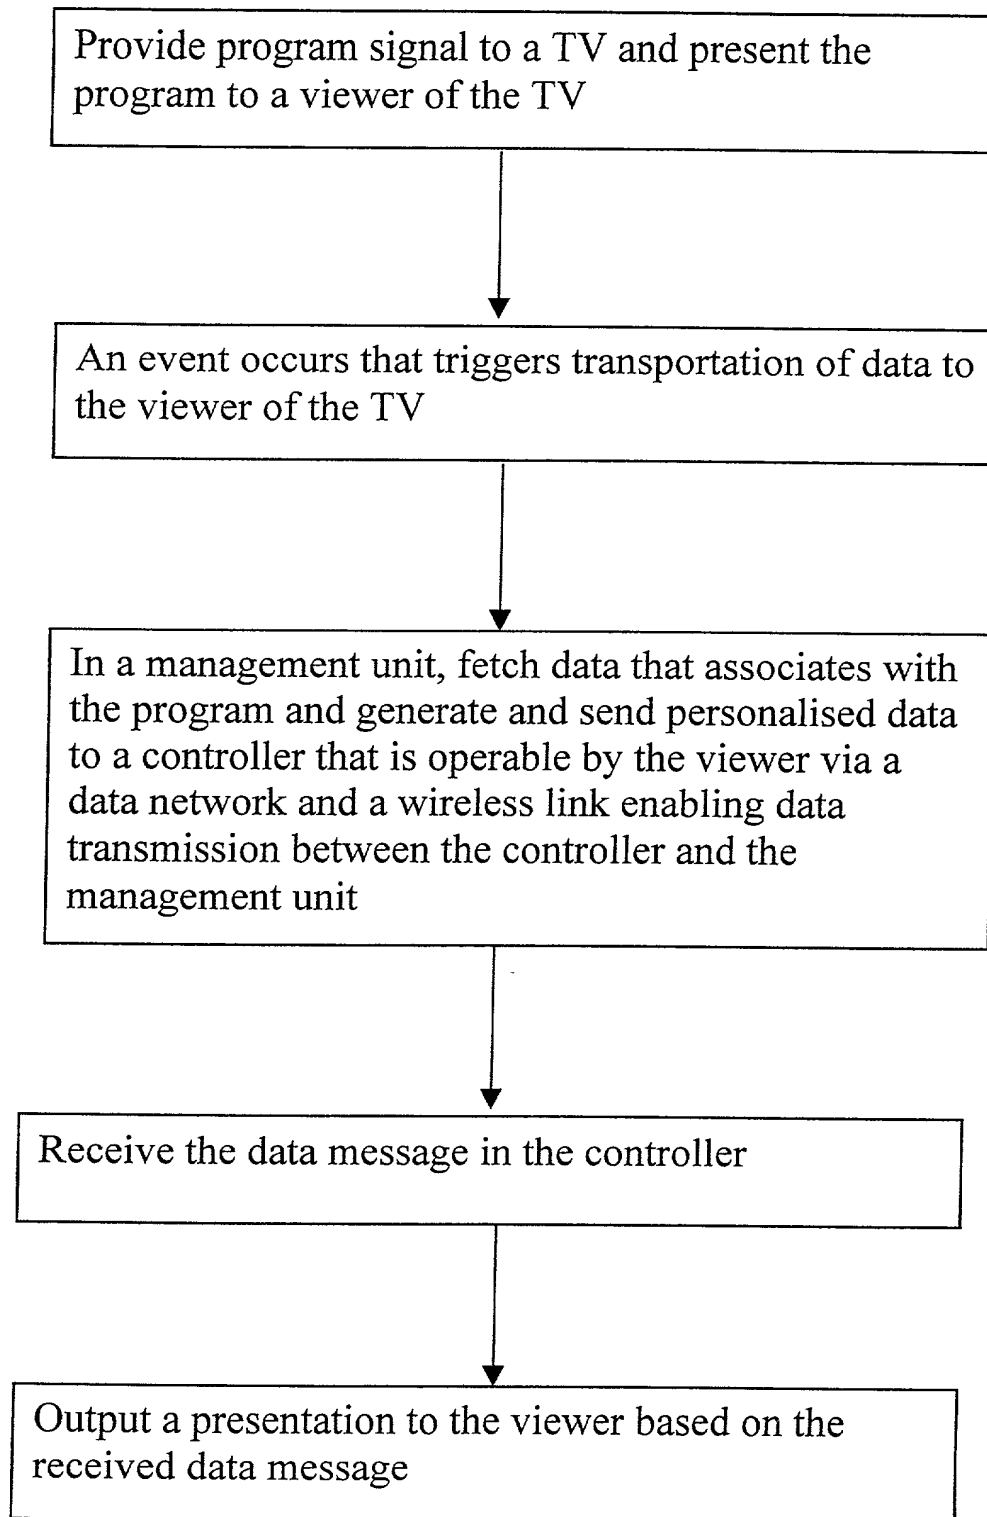 Provide program signal to a TV and present the
program to a viewer of the TV
An event occurs that triggers transportation of data to
the viewer of the TV
In a management unit, fetch data that associates with
the program and generate and send personalised data
to a controller that is operable by the viewer via a
data network and a wireless link enabling data
transmission between the controller and the
management unit
Receive the data message in the controller
Output a presentation to the viewer based on the
received data message